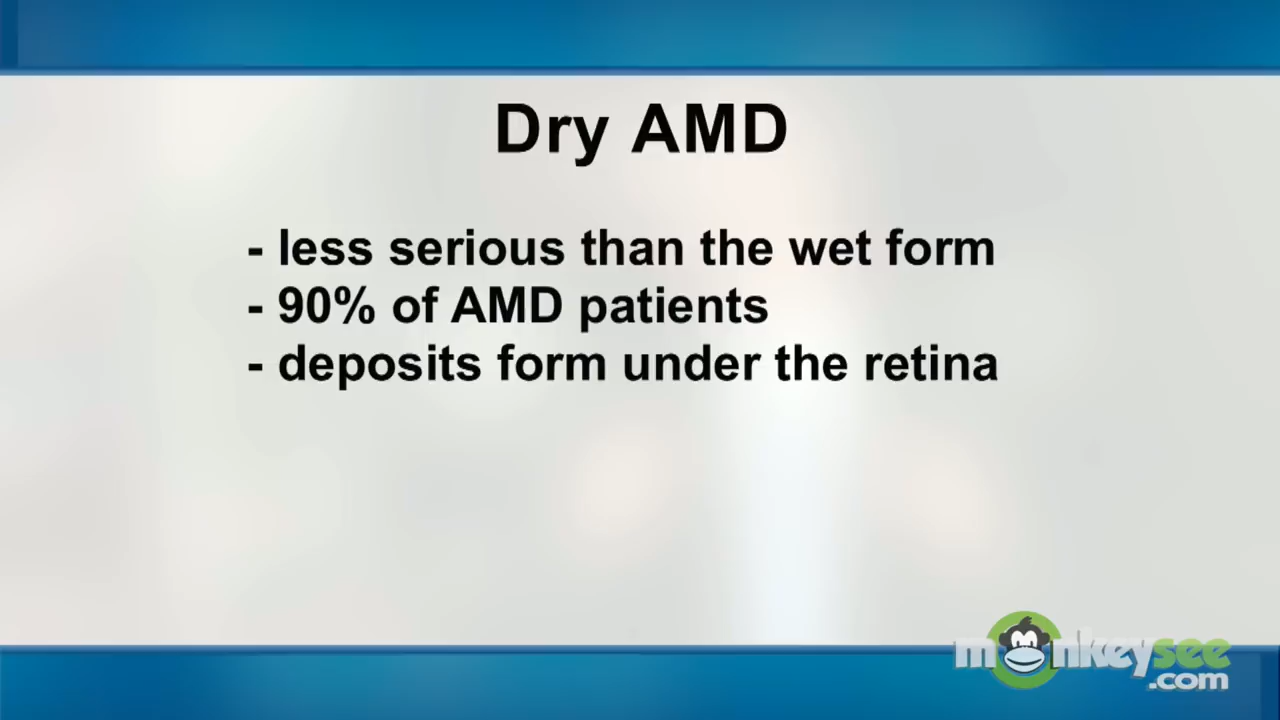 Dry AMD
- less serious than the wet form
- 90% of AMD patients
- deposits form under the retina
monkeysee
.com